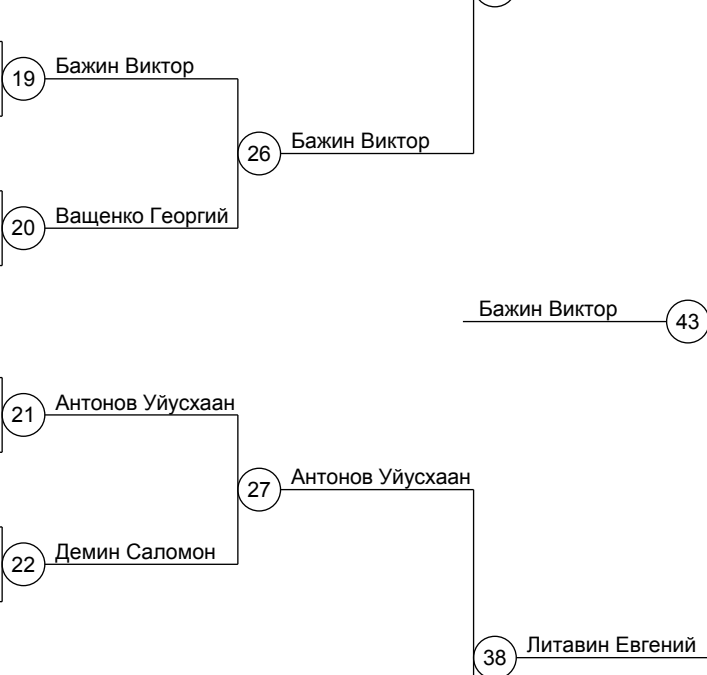 19 Бажин Виктор
26 Бажин Виктор
20 Ващенко Георгий
Бажин Виктор 43
21 Антонов Уйусхаан
27 Антонов Уйусхаан
22 Демин Саломон
38 Литавин Евгений